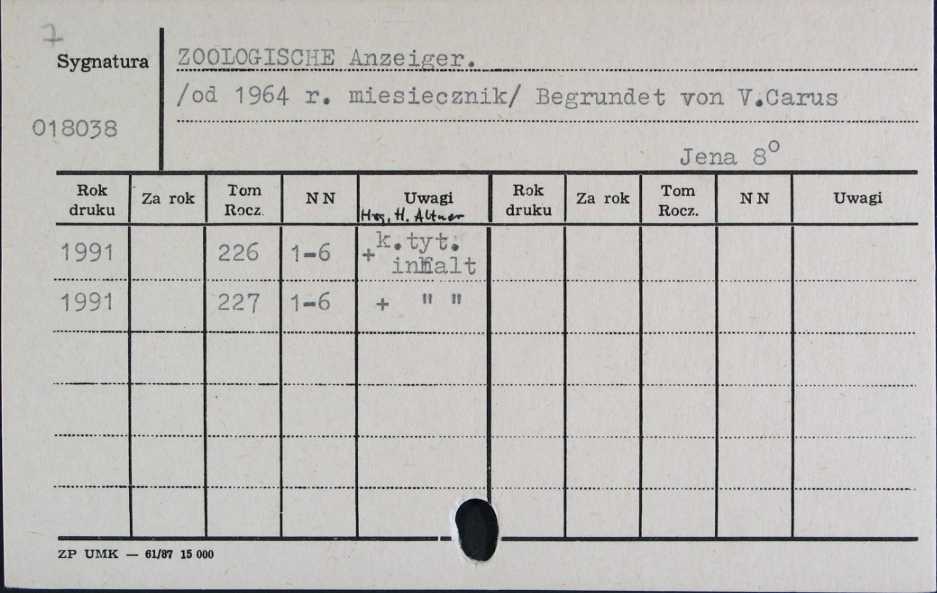 7
Sygnatura ZOOLOGISCHE Anzeiger.
/od 1964 r. miesiecznik/ Begrundet von V.Carus
018038
Jena 8°
Rok druku Za rok Tom Rocz. N N Uwagi Rok druku Za rok Tom Rocz. N N Uwagi
Hrsg. H. Altner
1991 226 1-6 + k.tyt. inhalt
1991 227 1-6 + " "
ZP UMK — 61/87 15 000